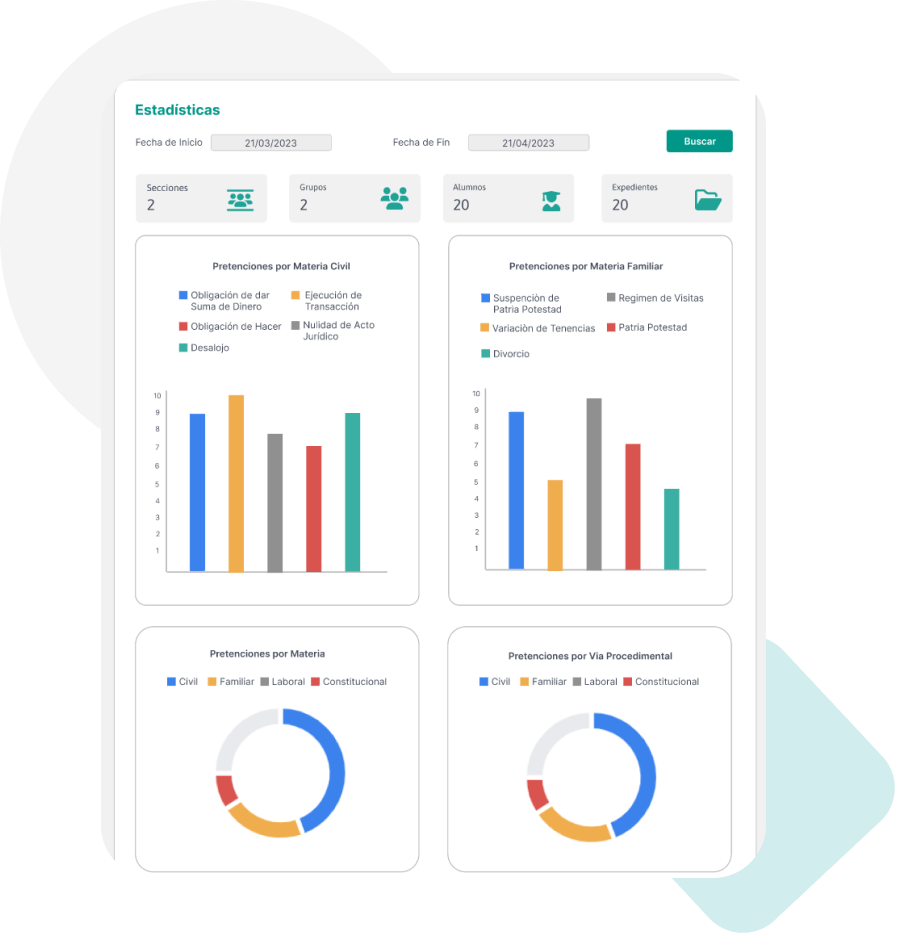 Estadísticas
Fecha de Inicio 21/03/2023 Fecha de Fin 21/04/2023 Buscar
Secciones
2
Grupos
2
Alumnos
20
Expedientes
20
Pretenciones por Materia Civil
Obligación de dar
Suma de Dinero
Ejecución de
Transacción
Obligación de Hacer
Nulidad de Acto
Jurídico
Desalojo
10
9
8
7
6
5
4
3
2
1
Pretenciones por Materia Familiar
Suspenciòn de
Patria Potestad
Regimen de Visitas
Variaciòn de Tenencias
Patria Potestad
Divorcio
10
9
8
7
6
5
4
3
2
1
Pretenciones por Materia
Civil Familiar Laboral Constitucional
Pretenciones por Via Procedimental
Civil Familiar Laboral Constitucional